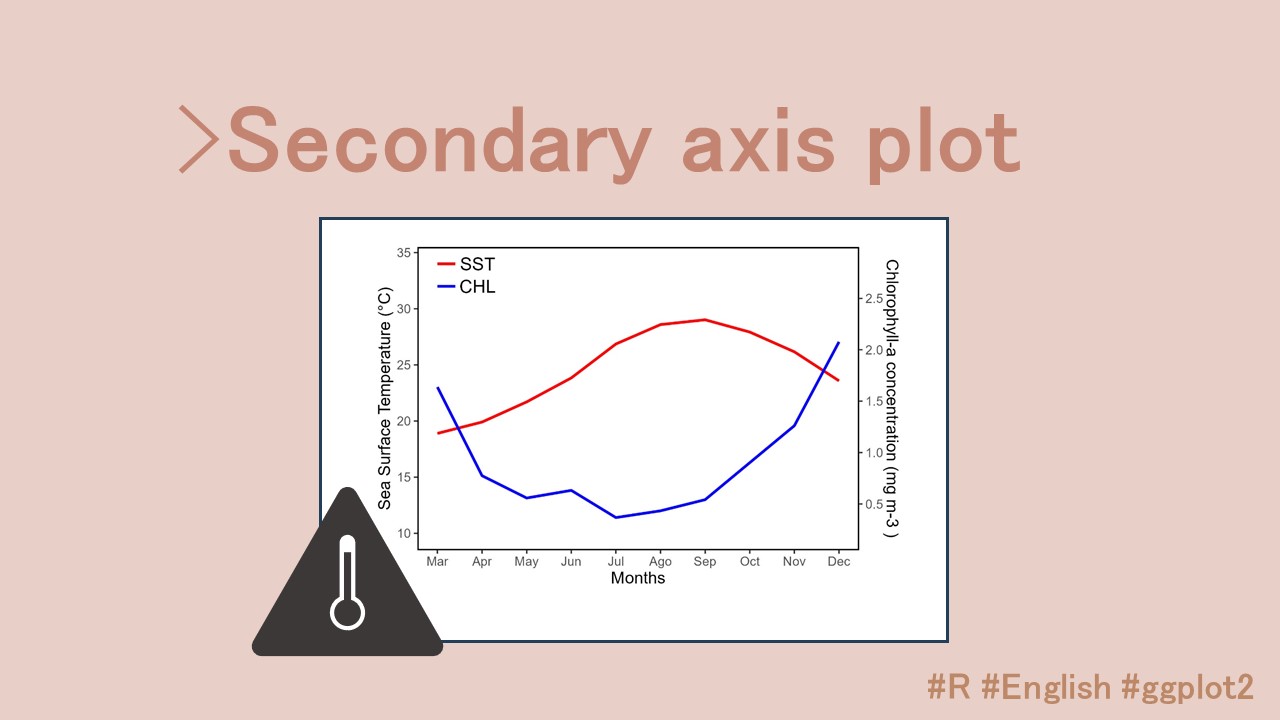 >Secondary axis plot
35
30
25
20
15
10
Sea Surface Temperature (°C)
SST
CHL
2.5
2.0
1.5
1.0
0.5
Chlorophyll-a concentration (mg m-3 )
Mar Apr May Jun Jul Ago Sep Oct Nov Dec
Months
#R #English #ggplot2